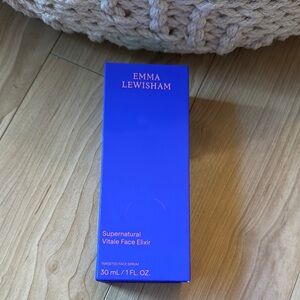 EMMA
LEWISHAM
Supernatural
Vitale Face Elixir
TARGETED FACE SERUM
30 mL / 1 FL. OZ.